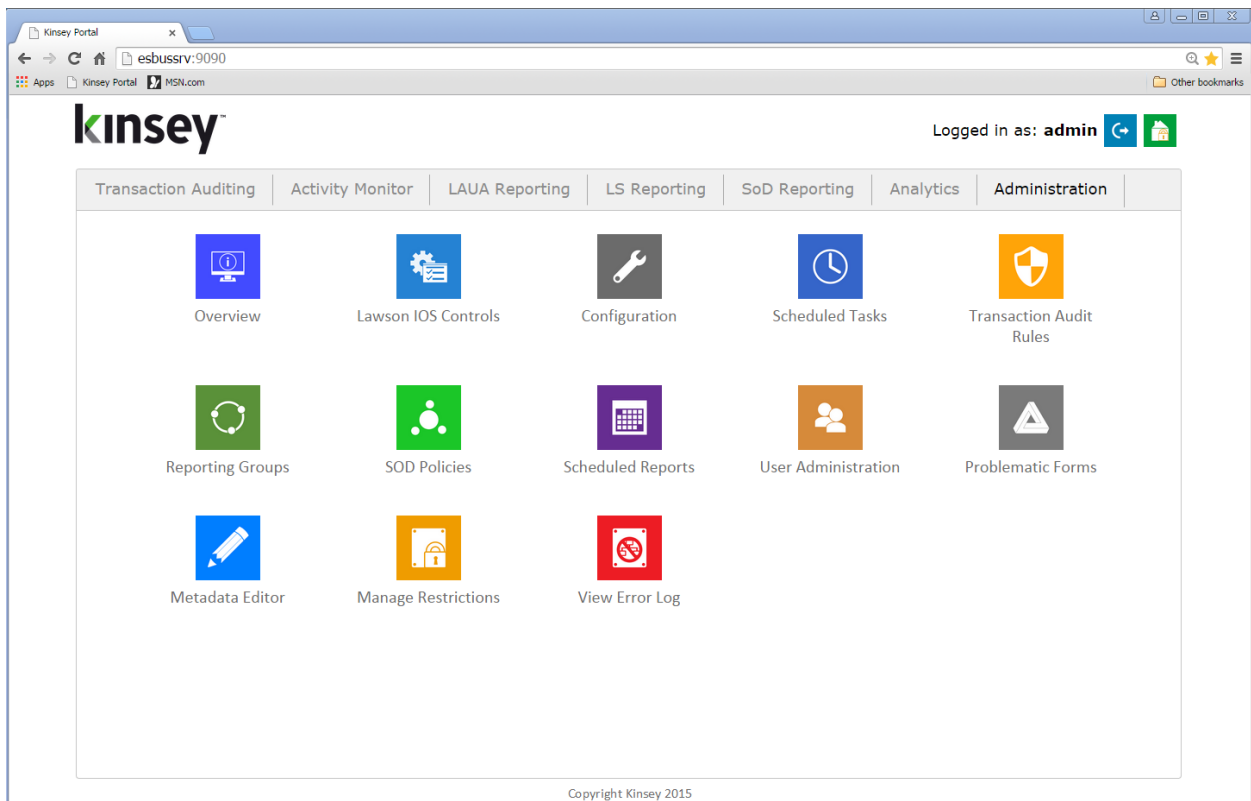 Kinsey Portal
esbussrv:9090
Apps Kinsey Portal MSN.com Other bookmarks
kinsey™
Logged in as: admin
Transaction Auditing Activity Monitor LAUA Reporting LS Reporting SoD Reporting Analytics Administration
Overview Lawson IOS Controls Configuration Scheduled Tasks Transaction Audit
Rules
Reporting Groups SOD Policies Scheduled Reports User Administration Problematic Forms
Metadata Editor Manage Restrictions View Error Log
Copyright Kinsey 2015